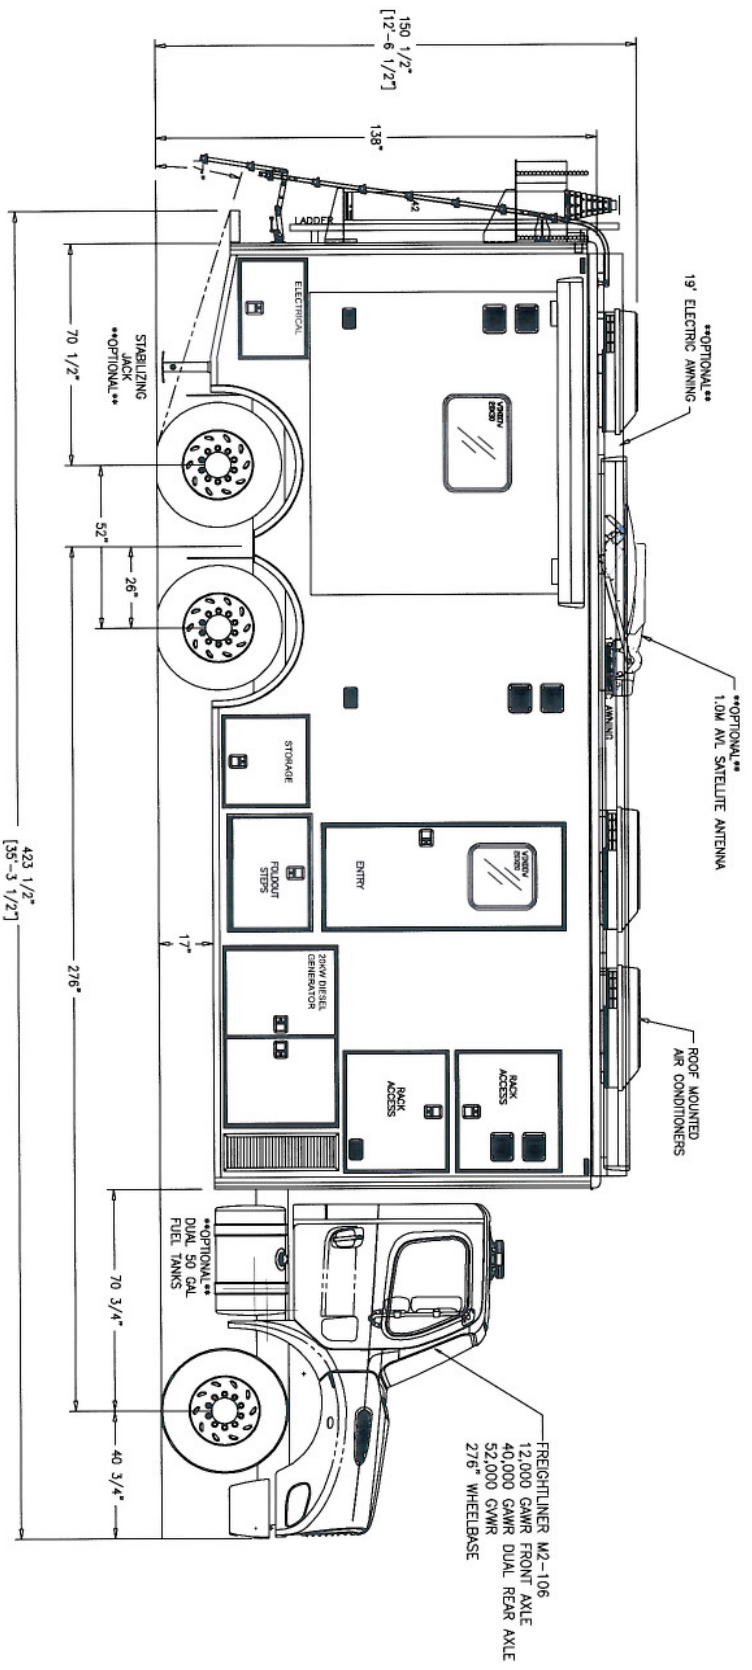 **OPTIONAL**
19' ELECTRIC AWNING
**OPTIONAL**
1.0M AVL SATELLITE ANTENNA
ROOF MOUNTED
AIR CONDITIONERS
FREIGHTLINER M2-106
12,000 GAWR FRONT AXLE
40,000 GAWR DUAL REAR AXLE
52,000 GVWR
276" WHEELBASE
150 1/2"
[12'-6 1/2"]
138"
42
LADDER
ELECTRICAL
WINDOW
AWNING
WINDOW
ENTRY
STORAGE
FOLDOUT
STEPS
20KW DIESEL
GENERATOR
RACK
ACCESS
RACK
ACCESS
STABILIZING
JACK
**OPTIONAL**
**OPTIONAL**
DUAL 50 GAL
FUEL TANKS
17"
70 1/2"
52"
26"
276"
70 3/4"
40 3/4"
423 1/2"
[35'-3 1/2"]